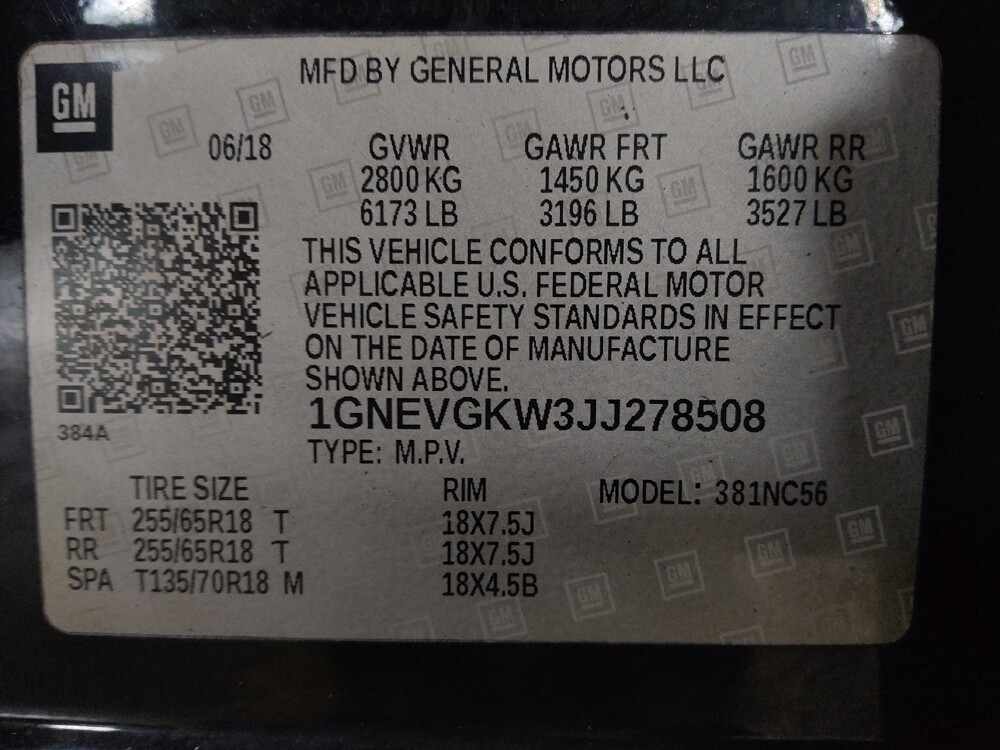 GM
MFD BY GENERAL MOTORS LLC
06/18 GVWR GAWR FRT GAWR RR
2800 KG 1450 KG 1600 KG
6173 LB 3196 LB 3527 LB
THIS VEHICLE CONFORMS TO ALL
APPLICABLE U.S. FEDERAL MOTOR
VEHICLE SAFETY STANDARDS IN EFFECT
ON THE DATE OF MANUFACTURE
SHOWN ABOVE.
384A
1GNEVGKW3JJ278508
TYPE: M.P.V.
TIRE SIZE RIM MODEL: 381NC56
FRT 255/65R18 T 18X7.5J
RR 255/65R18 T 18X7.5J
SPA T135/70R18 M 18X4.5B